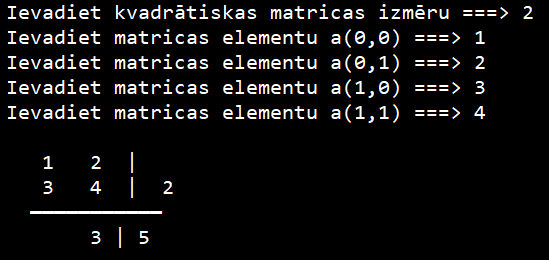 Ievadiet kvadrātiskas matricas izmēru ===> 2
Ievadiet matricas elementu a(0,0) ===> 1
Ievadiet matricas elementu a(0,1) ===> 2
Ievadiet matricas elementu a(1,0) ===> 3
Ievadiet matricas elementu a(1,1) ===> 4
1 2 |
3 4 | 2
3 | 5